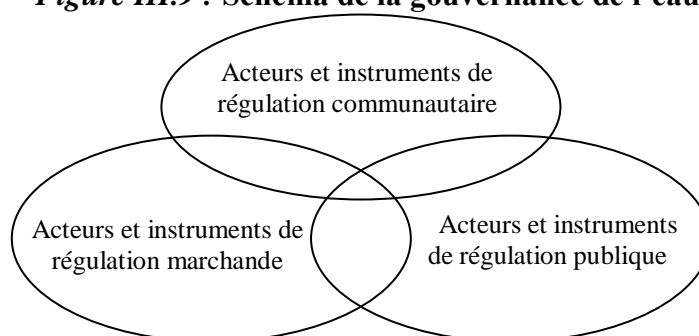 Figure III.9 : Schéma de la gouvernance de l'eau
Acteurs et instruments de
régulation communautaire
Acteurs et instruments de
régulation marchande
Acteurs et instruments
de régulation publique